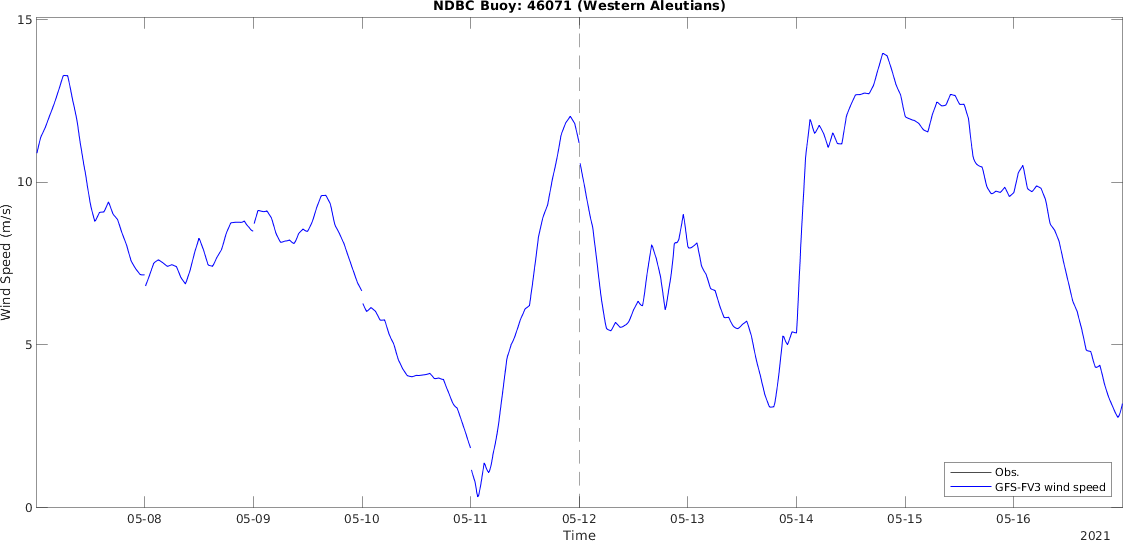 NDBC Buoy: 46071 (Western Aleutians)
15
10
5
0
Wind Speed (m/s)
05-08 05-09 05-10 05-11 05-12 05-13 05-14 05-15 05-16
Time
2021
Obs.
GFS-FV3 wind speed